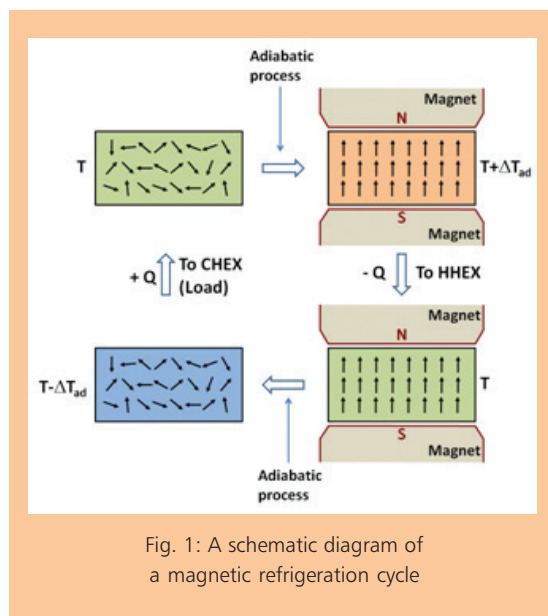 Adiabatic
process
Magnet
N
T
T+ΔTad
S
Magnet
+ Q
To CHEX
(Load)
- Q
To HHEX
Magnet
N
T-ΔTad
T
S
Magnet
Adiabatic
process
Fig. 1: A schematic diagram of
a magnetic refrigeration cycle